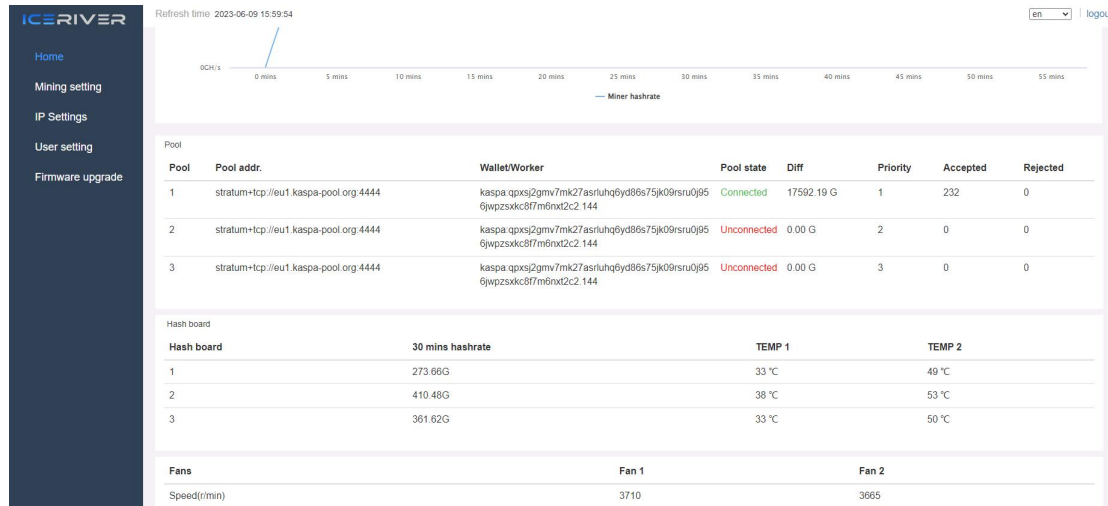 ICERIVER
Refresh time 2023-06-09 15:59:54
en
logou
Home
Mining setting
IP Settings
User setting
Firmware upgrade
0GH/s
0 mins 5 mins 10 mins 15 mins 20 mins 25 mins 30 mins 35 mins 40 mins 45 mins 50 mins 55 mins
Miner hashrate
Pool
Pool Pool addr. Wallet/Worker Pool state Diff Priority Accepted Rejected
1 stratum+tcp://eu1.kaspa-pool.org:4444 kaspa:qpxsj2gmv7mk27asrluhq6yd86s75jk09rsru0j95 Connected 17592.19 G 1 232 0
6jwpzsxkc8f7m6nxt2c2.144
2 stratum+tcp://eu1.kaspa-pool.org:4444 kaspa:qpxsj2gmv7mk27asrluhq6yd86s75jk09rsru0j95 Unconnected 0.00 G 2 0 0
6jwpzsxkc8f7m6nxt2c2.144
3 stratum+tcp://eu1.kaspa-pool.org:4444 kaspa:qpxsj2gmv7mk27asrluhq6yd86s75jk09rsru0j95 Unconnected 0.00 G 3 0 0
6jwpzsxkc8f7m6nxt2c2.144
Hash board
Hash board 30 mins hashrate TEMP 1 TEMP 2
1 273.66G 33 ℃ 49 ℃
2 410.48G 38 ℃ 53 ℃
3 361.62G 33 ℃ 50 ℃
Fans Fan 1 Fan 2
Speed(r/min) 3710 3665